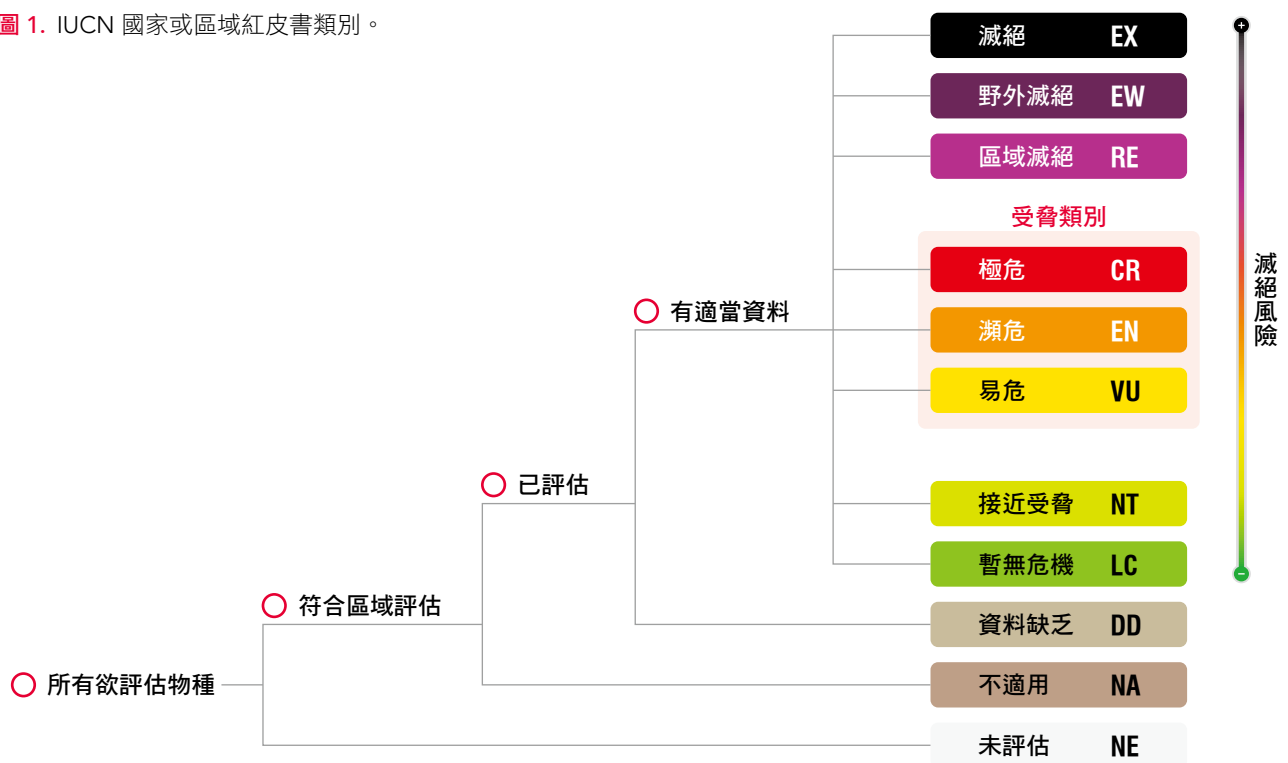 圖 1. IUCN 國家或區域紅皮書類別。
滅絕 EX
野外滅絕 EW
區域滅絕 RE
受脅類別
極危 CR
瀕危 EN
易危 VU
接近受脅 NT
暫無危機 LC
資料缺乏 DD
不適用 NA
未評估 NE
有適當資料
已評估
符合區域評估
所有欲評估物種
滅絕風險
+
-